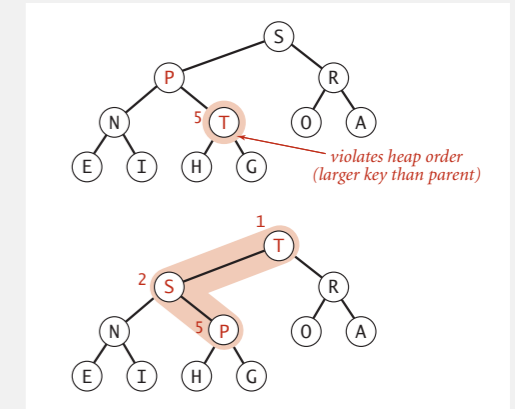 S
P R
N 5 T O A
E I H G
violates heap order
(larger key than parent)
1
T
2 S R
N 5 P O A
E I H G